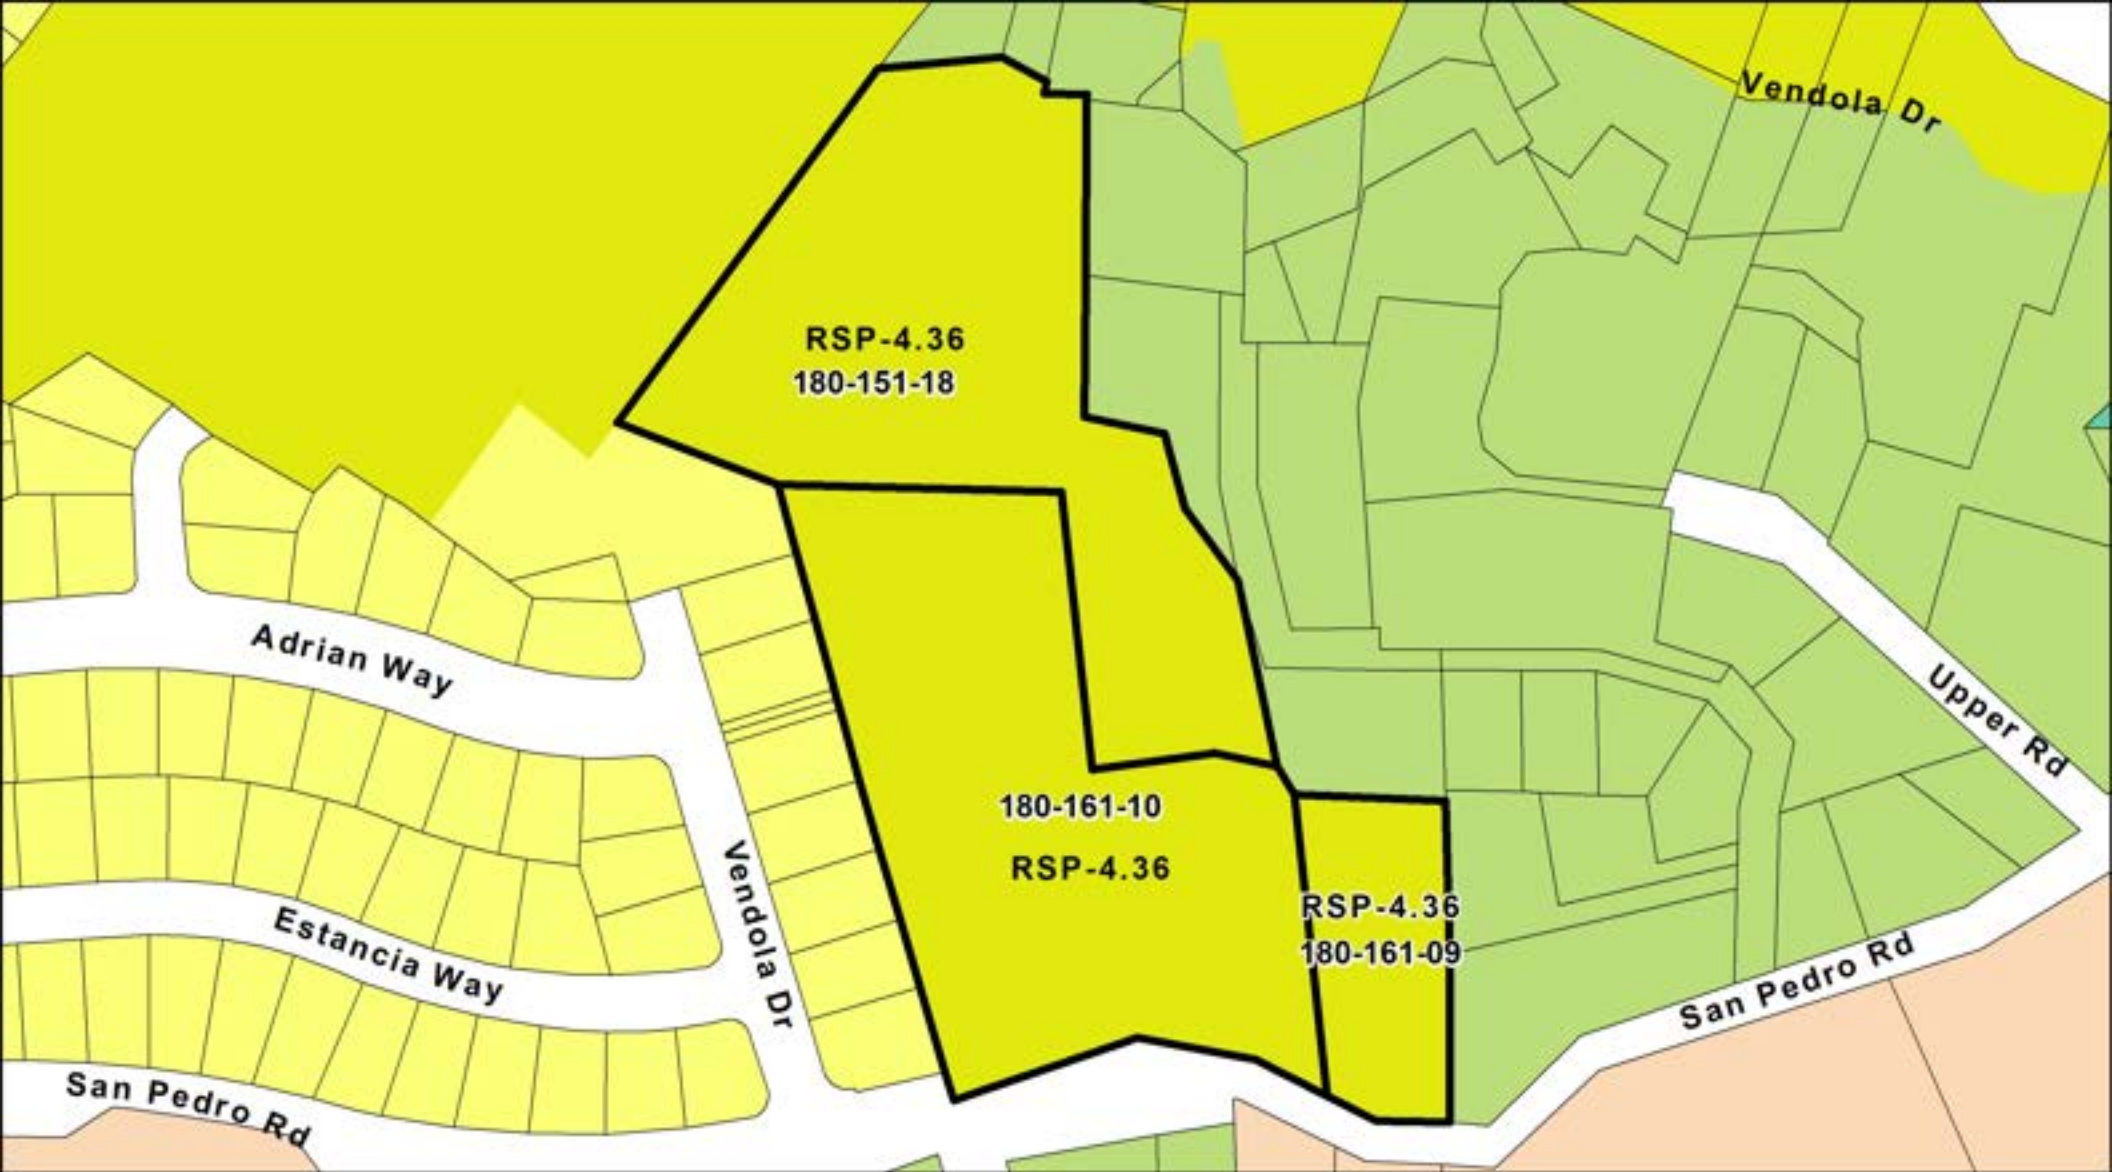 Vendola Dr
RSP-4.36
180-151-18
Adrian Way
Upper Rd
180-161-10
RSP-4.36
RSP-4.36
180-161-09
Vendola Dr
Estancia Way
San Pedro Rd
San Pedro Rd